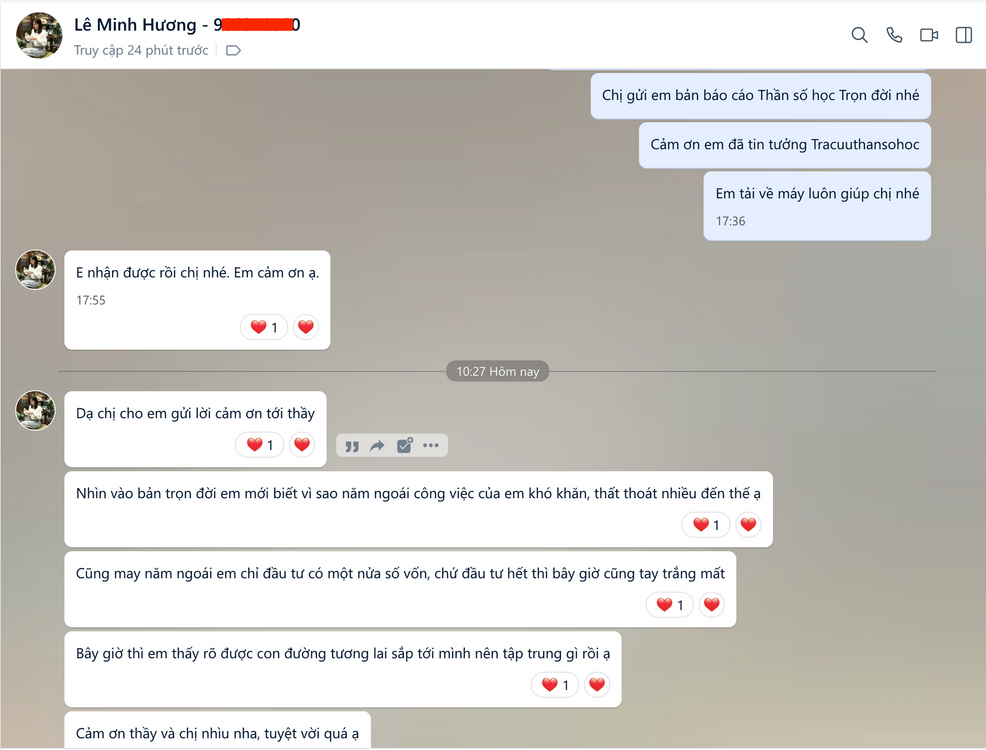 Lê Minh Hương - 9 0
Truy cập 24 phút trước
Chị gửi em bản báo cáo Thần số học Trọn đời nhé
Cảm ơn em đã tin tưởng Tracuuthansohoc
Em tải về máy luôn giúp chị nhé
17:36
E nhận được rồi chị nhé. Em cảm ơn ạ.
17:55
1
10:27 Hôm nay
Dạ chị cho em gửi lời cảm ơn tới thầy
1
Nhìn vào bản trọn đời em mới biết vì sao năm ngoái công việc của em khó khăn, thất thoát nhiều đến thế ạ
1
Cũng may năm ngoái em chỉ đầu tư có một nửa số vốn, chứ đầu tư hết thì bây giờ cũng tay trắng mất
1
Bây giờ thì em thấy rõ được con đường tương lai sắp tới mình nên tập trung gì rồi ạ
1
Cảm ơn thầy và chị nhìu nha, tuyệt vời quá ạ